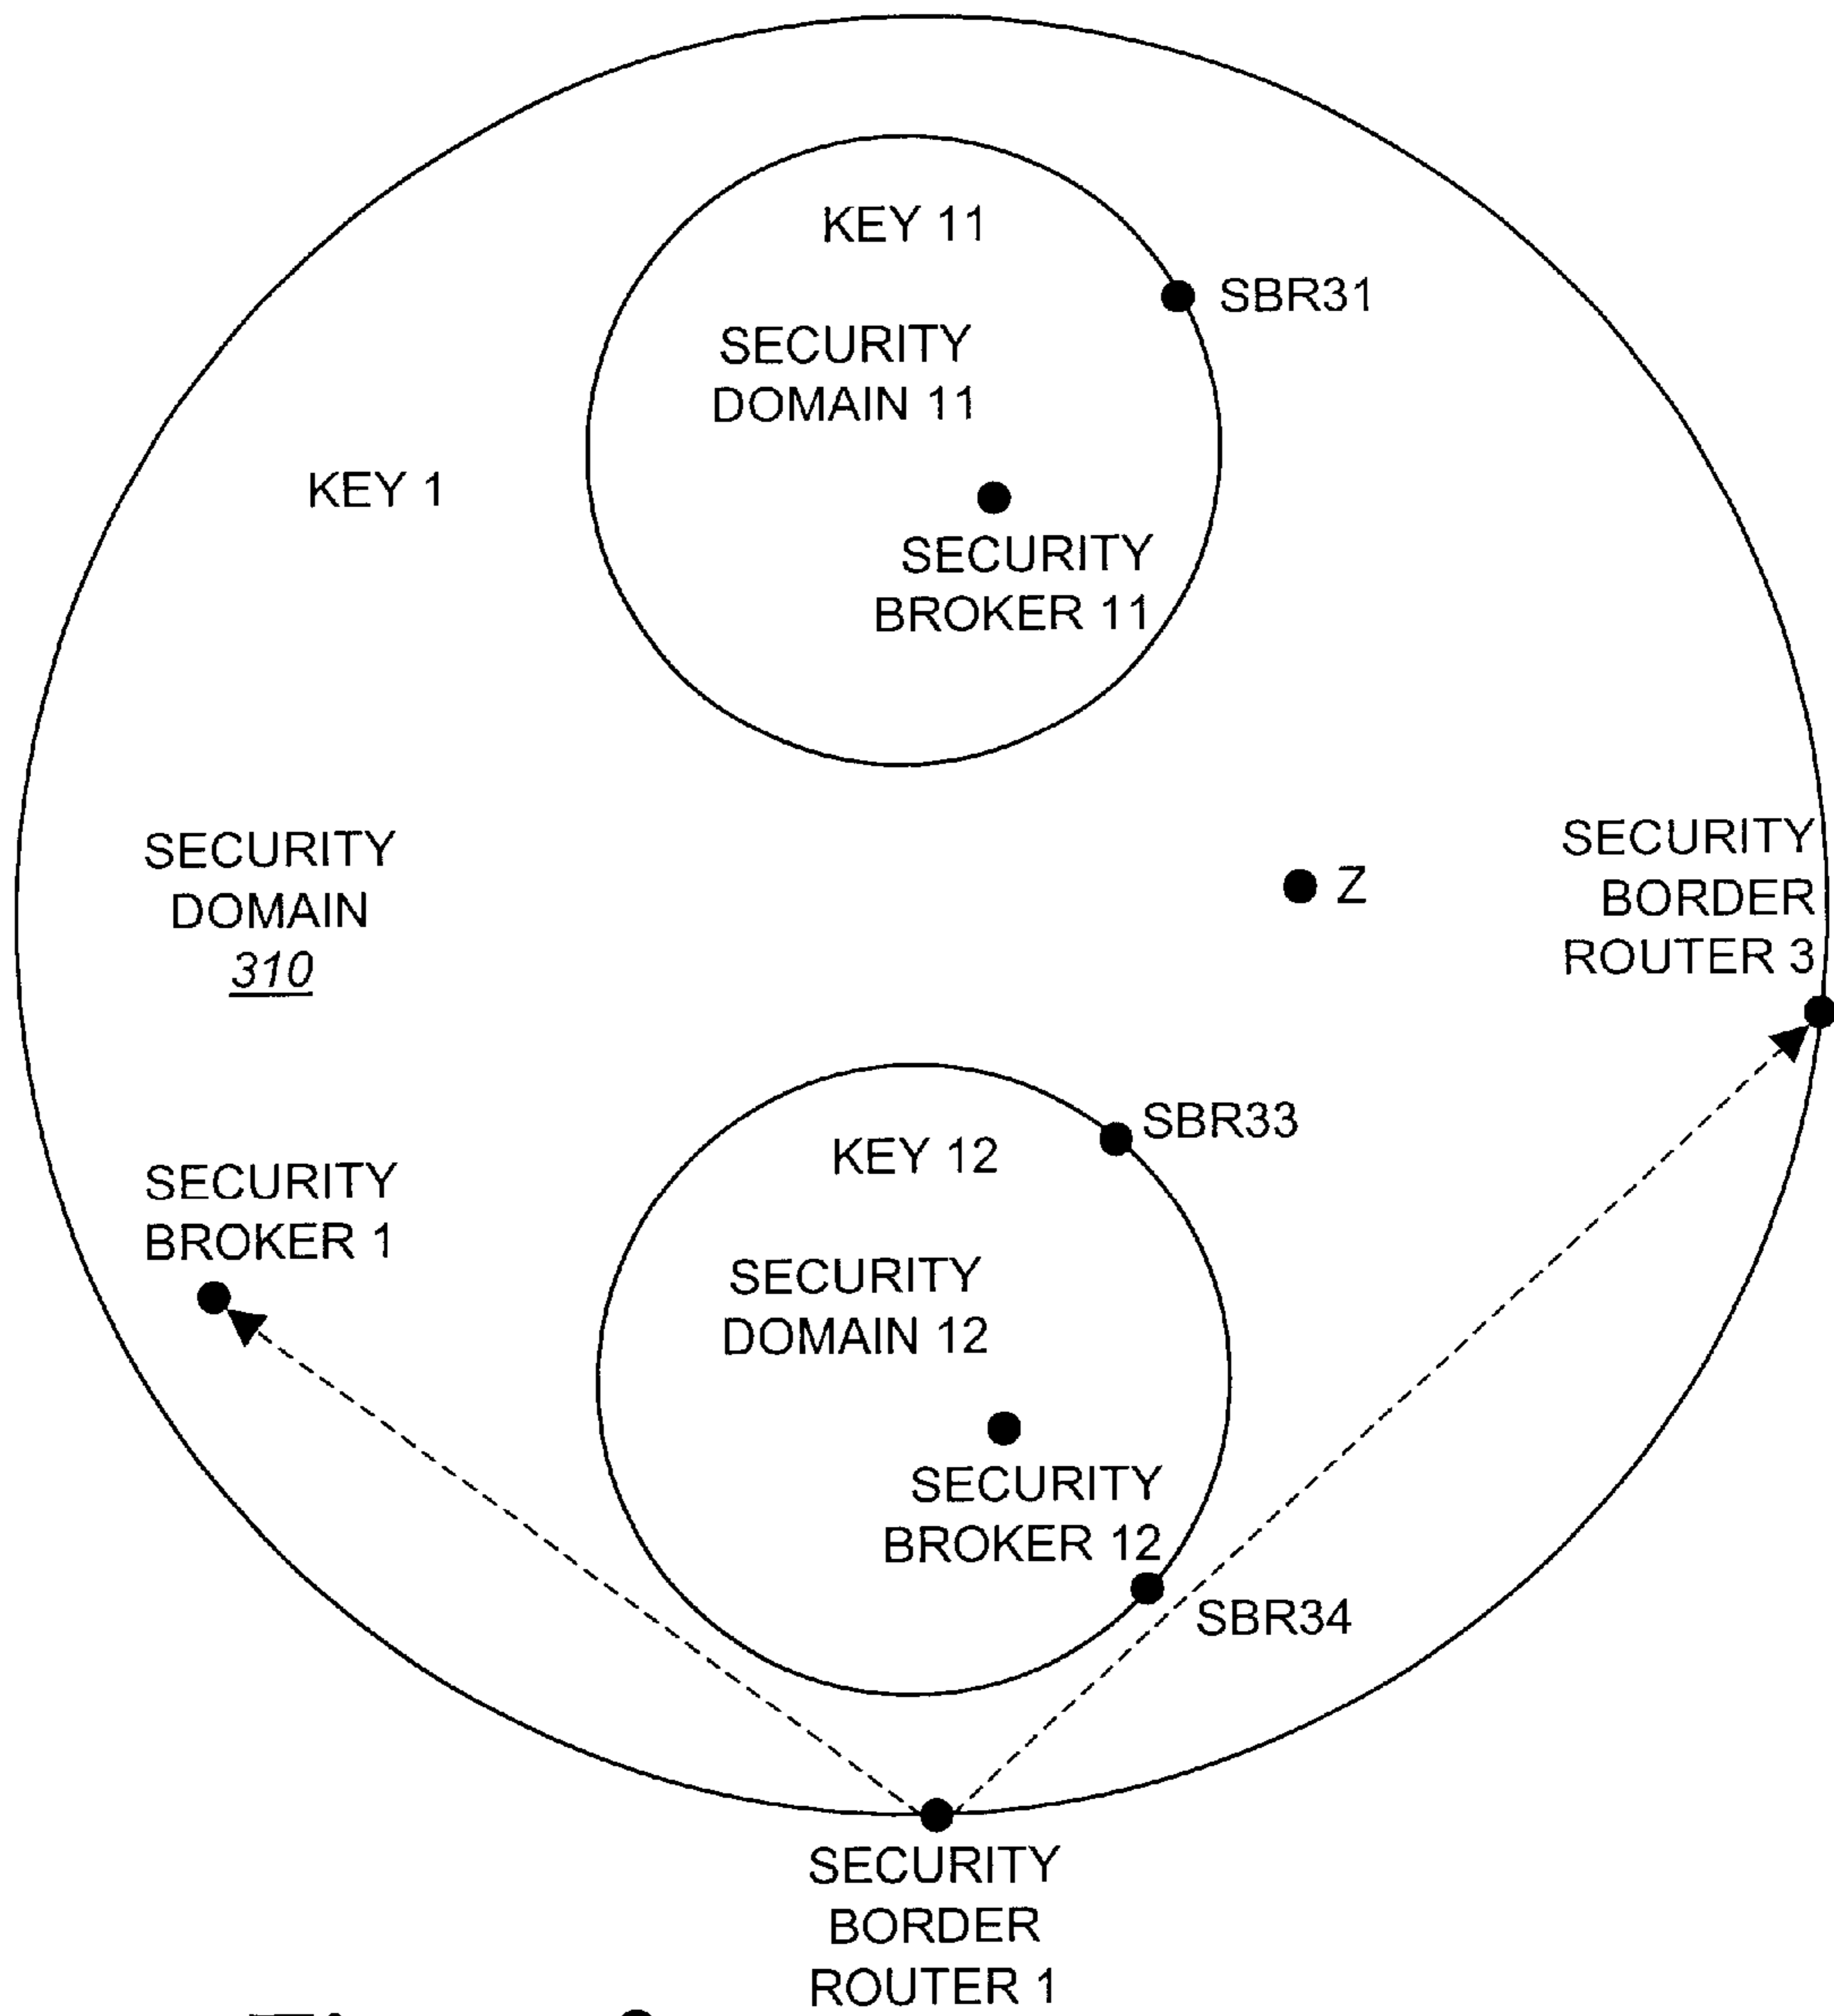 KEY 11
SBR31
SECURITY
DOMAIN 11
KEY 1
SECURITY
BROKER 11
SECURITY
DOMAIN
310
Z
SECURITY
BORDER
ROUTER 3
SBR33
KEY 12
SECURITY
BROKER 1
SECURITY
DOMAIN 12
SECURITY
BROKER 12
SBR34
SECURITY
BORDER
ROUTER 1